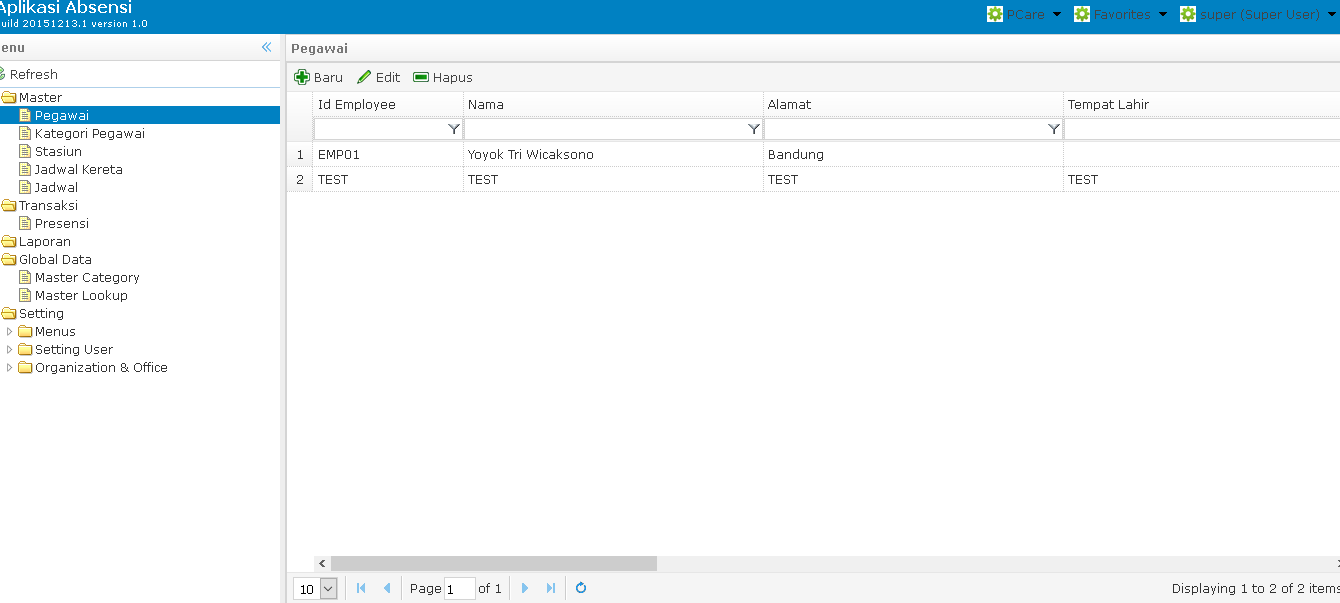 Aplikasi Absensi
uild 20151213.1 version 1.0
PCare Favorites super (Super User)
enu
Refresh
Master
Pegawai
Kategori Pegawai
Stasiun
Jadwal Kereta
Jadwal
Transaksi
Presensi
Laporan
Global Data
Master Category
Master Lookup
Setting
Menus
Setting User
Organization & Office
Pegawai
Baru Edit Hapus
Id Employee Nama Alamat Tempat Lahir
1 EMP01 Yoyok Tri Wicaksono Bandung
2 TEST TEST TEST TEST
10 Page 1 of 1 Displaying 1 to 2 of 2 items